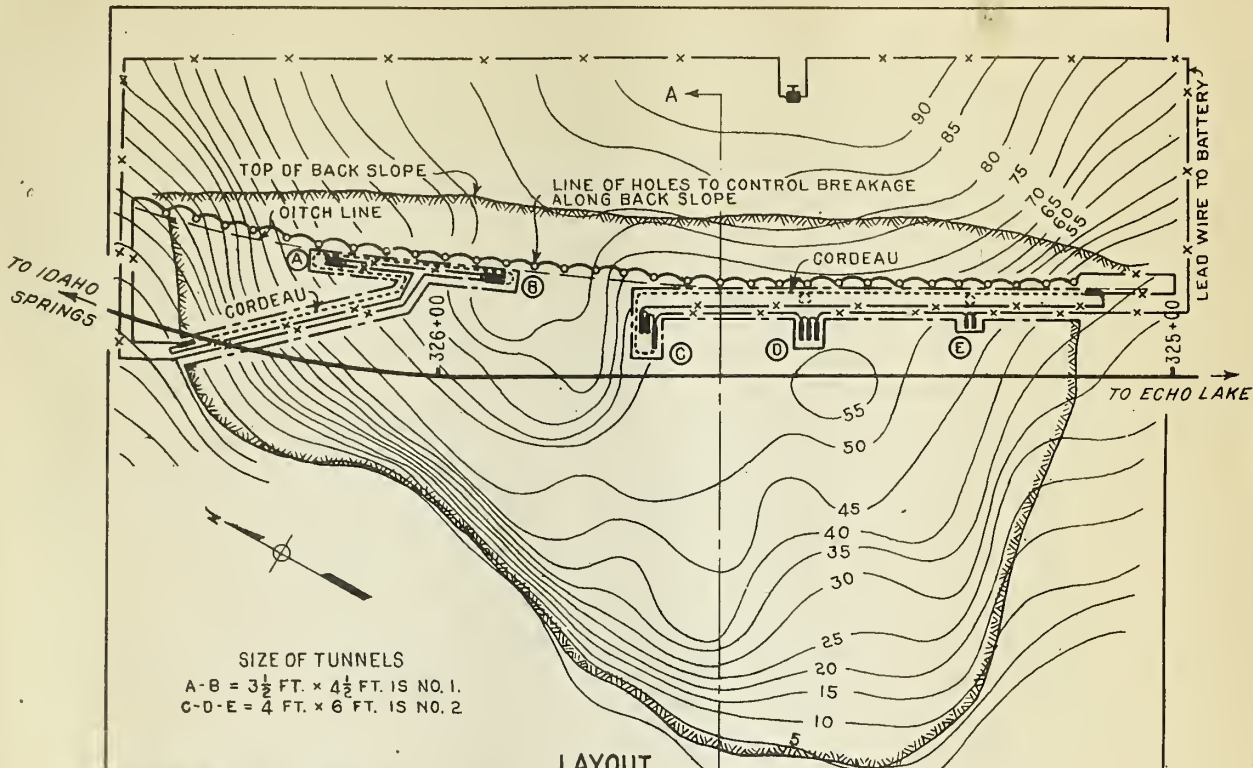 A
90
85
80
75
70
65
60
55
LEAD WIRE TO BATTERY
TOP OF BACK SLOPE
LINE OF HOLES TO CONTROL BREAKAGE
ALONG BACK SLOPE
DITCH LINE
CORDEAU
TO IDAHO
SPRINGS
A
B
CORDEAU
326+00
C
D
E
325+00
TO ECHO LAKE
55
50
45
40
35
30
25
20
15
10
5
N
SIZE OF TUNNELS
A-B = 3½ FT. × 4½ FT. IS NO. 1.
C-D-E = 4 FT. × 6 FT. IS NO. 2
LAYOUT